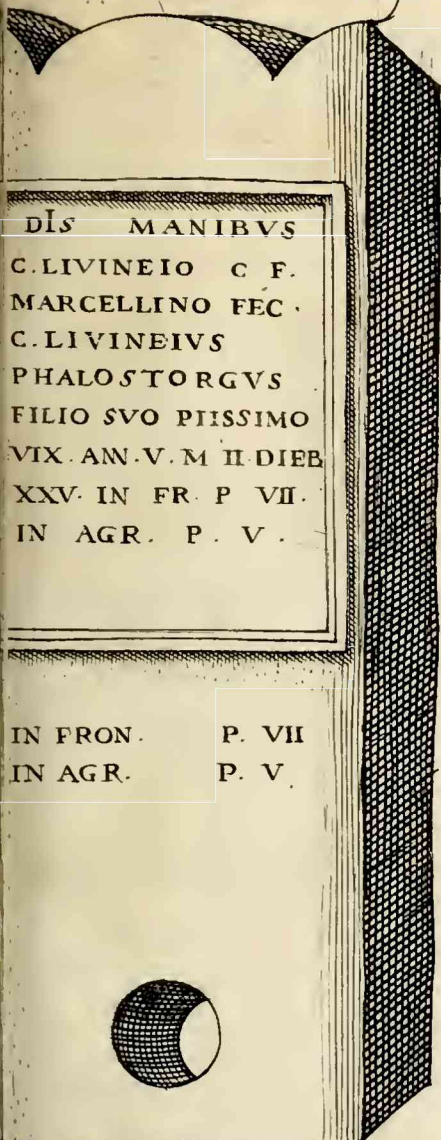 DIS MANIBVS
C. LIVINEIO C F.
MARCELLINO FEC.
C. LIVINEIVS
PHALOSTORGVS
FILIO SVO PIISSIMO
VIX. ANN. V. M II DIEB
XXV. IN FR. P VII.
IN AGR. P. V.
IN FRON. P. VII
IN AGR. P. V.